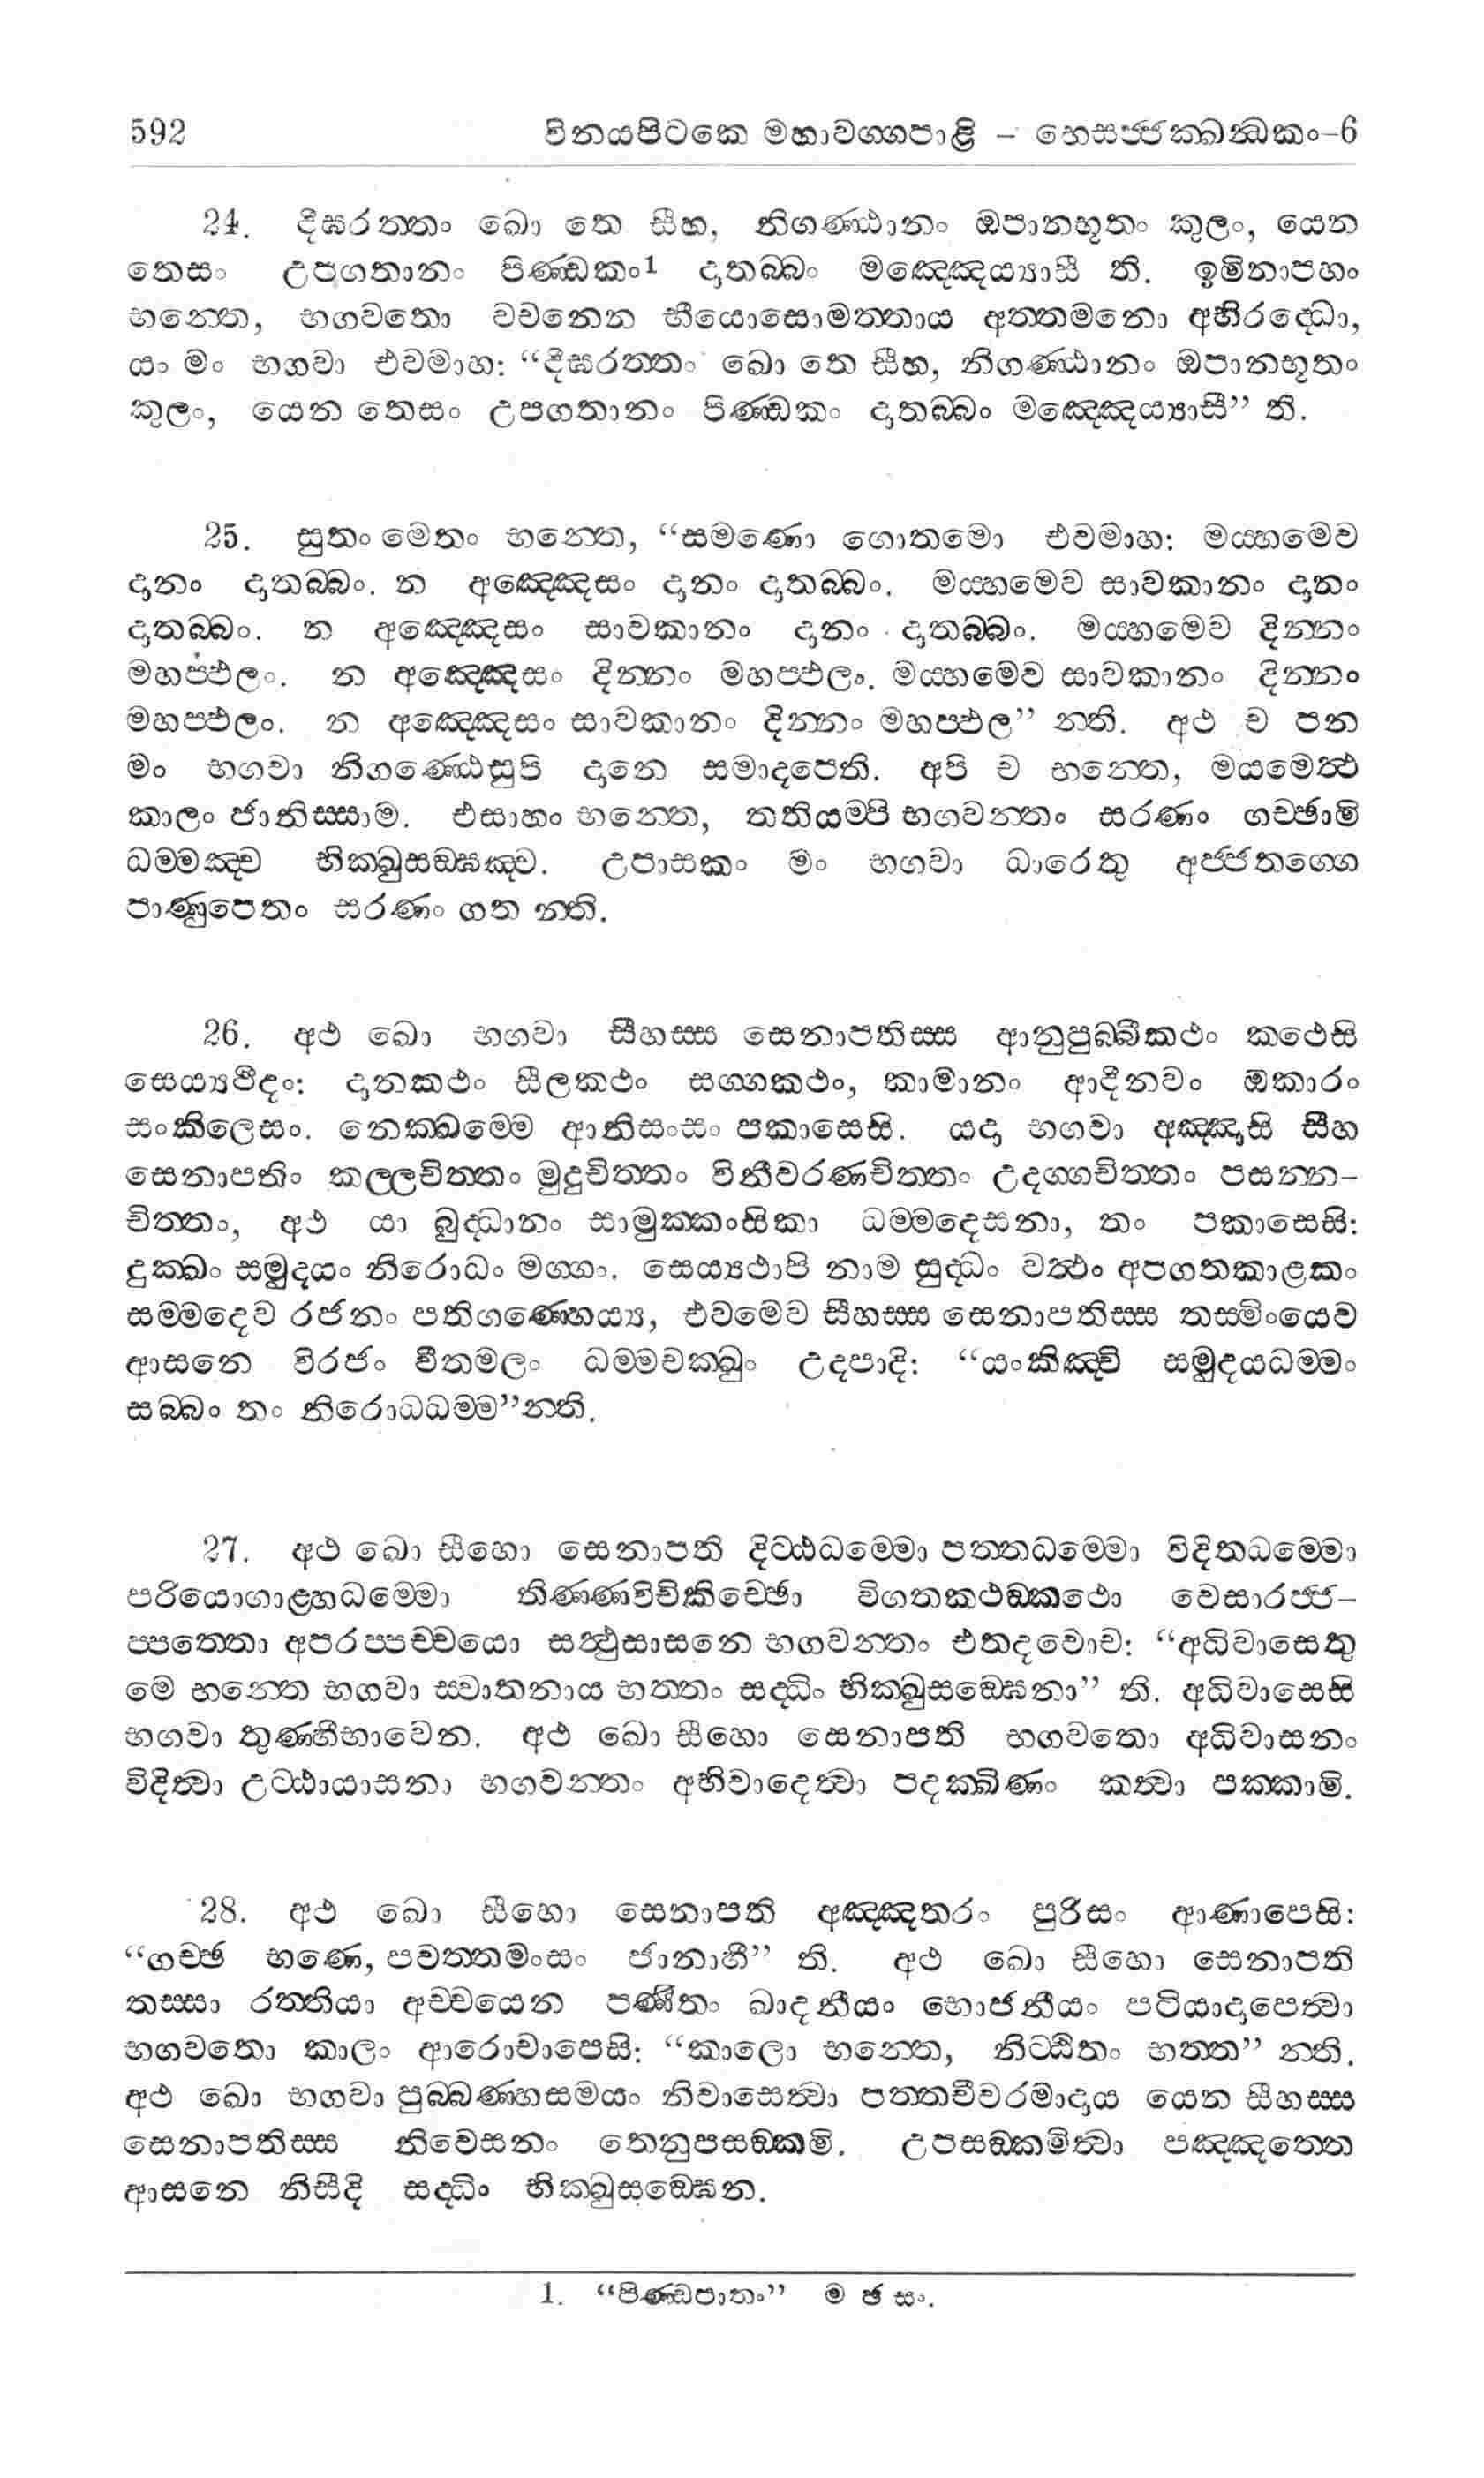 592 විනයපිටකෙ මහාවග්ගපාළි – භෙසජ්ජක්ඛන්ධකං–6
24. දීඝරත්තං ඛො තෙ සීහ, නිගණ්ඨානං ඔපානභූතං කුලං, යෙන
තෙසං උපගතානං පිණ්ඩකං1 දාතබ්බං මඤ්ඤෙය්‍යාසී ති. ඉමිනාපහං
භන්තෙ, භගවතො වචනෙන භීයොසොමත්තාය අත්තමනො අභිරද්ධො,
යං මං භගවා එවමාහ: “දීඝරත්තං ඛො තෙ සීහ, නිගණ්ඨානං ඔපානභූතං
කුලං, යෙන තෙසං උපගතානං පිණ්ඩකං දාතබ්බං මඤ්ඤෙය්‍යාසී” ති.
25. සුතං මෙතං භන්තෙ, “සමණො ගොතමො එවමාහ: මය්හමෙව
දානං දාතබ්බං. න අඤ්ඤෙසං දානං දාතබ්බං. මය්හමෙව සාවකානං දානං
දාතබ්බං. න අඤ්ඤෙසං සාවකානං දානං දාතබ්බං. මය්හමෙව දින්නං
මහප්ඵලං. න අඤ්ඤෙසං දින්නං මහප්ඵලං. මය්හමෙව සාවකානං දින්නං
මහප්ඵලං. න අඤ්ඤෙසං සාවකානං දින්නං මහප්ඵල” න්ති. අථ ච පන
මං භගවා නිගණ්ඨෙසුපි දානෙ සමාදපෙති. අපි ච භන්තෙ, මයමෙත්ථ
කාලං ජානිස්සාම. එසාහං භන්තෙ, තතියම්පි භගවන්තං සරණං ගච්ඡාමි
ධම්මඤ්ච භික්ඛුසඞ්ඝඤ්ච. උපාසකං මං භගවා ධාරෙතු අජ්ජතග්ගෙ
පාණුපෙතං සරණං ගත න්ති.
26. අථ ඛො භගවා සීහස්ස සෙනාපතිස්ස ආනුපුබ්බීකථං කථෙසි
සෙය්‍යථීදං: දානකථං සීලකථං සග්ගකථං, කාමානං ආදීනවං ඔකාරං
සංකිලෙසං. නෙක්ඛම්මෙ ආනිසංසං පකාසෙසි. යදා භගවා අඤ්ඤාසි සීහ
සෙනාපතිං කල්ලචිත්තං මුදුචිත්තං විනීවරණචිත්තං උදග්ගචිත්තං පසන්න–
චිත්තං, අථ යා බුද්ධානං සාමුක්කංසිකා ධම්මදෙසනා, තං පකාසෙසි:
දුක්ඛං සමුදයං නිරොධං මග්ගං. සෙය්‍යථාපි නාම සුද්ධං වත්ථං අපගතකාළකං
සම්මදෙව රජනං පතිගණ්හෙය්‍ය, එවමෙව සීහස්ස සෙනාපතිස්ස තස්මිංයෙව
ආසනෙ විරජං වීතමලං ධම්මචක්ඛුං උදපාදි: “යංකිඤ්චි සමුදයධම්මං
සබ්බං තං නිරොධධම්ම”න්ති.
27. අථ ඛො සීහො සෙනාපති දිට්ඨධම්මො පත්තධම්මො විදිතධම්මො
පරියොගාළ්හධම්මො තිණ්ණවිචිකිච්ඡො විගතකථඞ්කථො වෙසාරජ්ජ–
ප්පත්තො අපරප්පච්චයො සත්ථුසාසනෙ භගවන්තං එතදවොච: “අධිවාසෙතු
මෙ භන්තෙ භගවා ස්වාතනාය භත්තං සද්ධිං භික්ඛුසඞ්ඝෙනා” ති. අධිවාසෙසි
භගවා තුණ්හීභාවෙන. අථ ඛො සීහො සෙනාපති භගවතො අධිවාසනං
විදිත්වා උට්ඨායාසනා භගවන්තං අභිවාදෙත්වා පදක්ඛිණං කත්වා පක්කාමි.
28. අථ ඛො සීහො සෙනාපති අඤ්ඤතරං පුරිසං ආණාපෙසි:
“ගච්ඡ භණෙ, පවත්තමංසං ජානාහී” ති. අථ ඛො සීහො සෙනාපති
තස්සා රත්තියා අච්චයෙන පණීතං ඛාදනීයං භොජනීයං පටියාදාපෙත්වා
භගවතො කාලං ආරොචාපෙසි: “කාලො භන්තෙ, නිට්ඨිතං භත්ත” න්ති.
අථ ඛො භගවා පුබ්බණ්හසමයං නිවාසෙත්වා පත්තචීවරමාදාය යෙන සීහස්ස
සෙනාපතිස්ස නිවෙසනං තෙනුපසඞ්කමි. උපසඞ්කමිත්වා පඤ්ඤත්තෙ
ආසනෙ නිසීදි සද්ධිං භික්ඛුසඞ්ඝෙන.
1. “පිණ්ඩපාතං” ම ඡ සං.